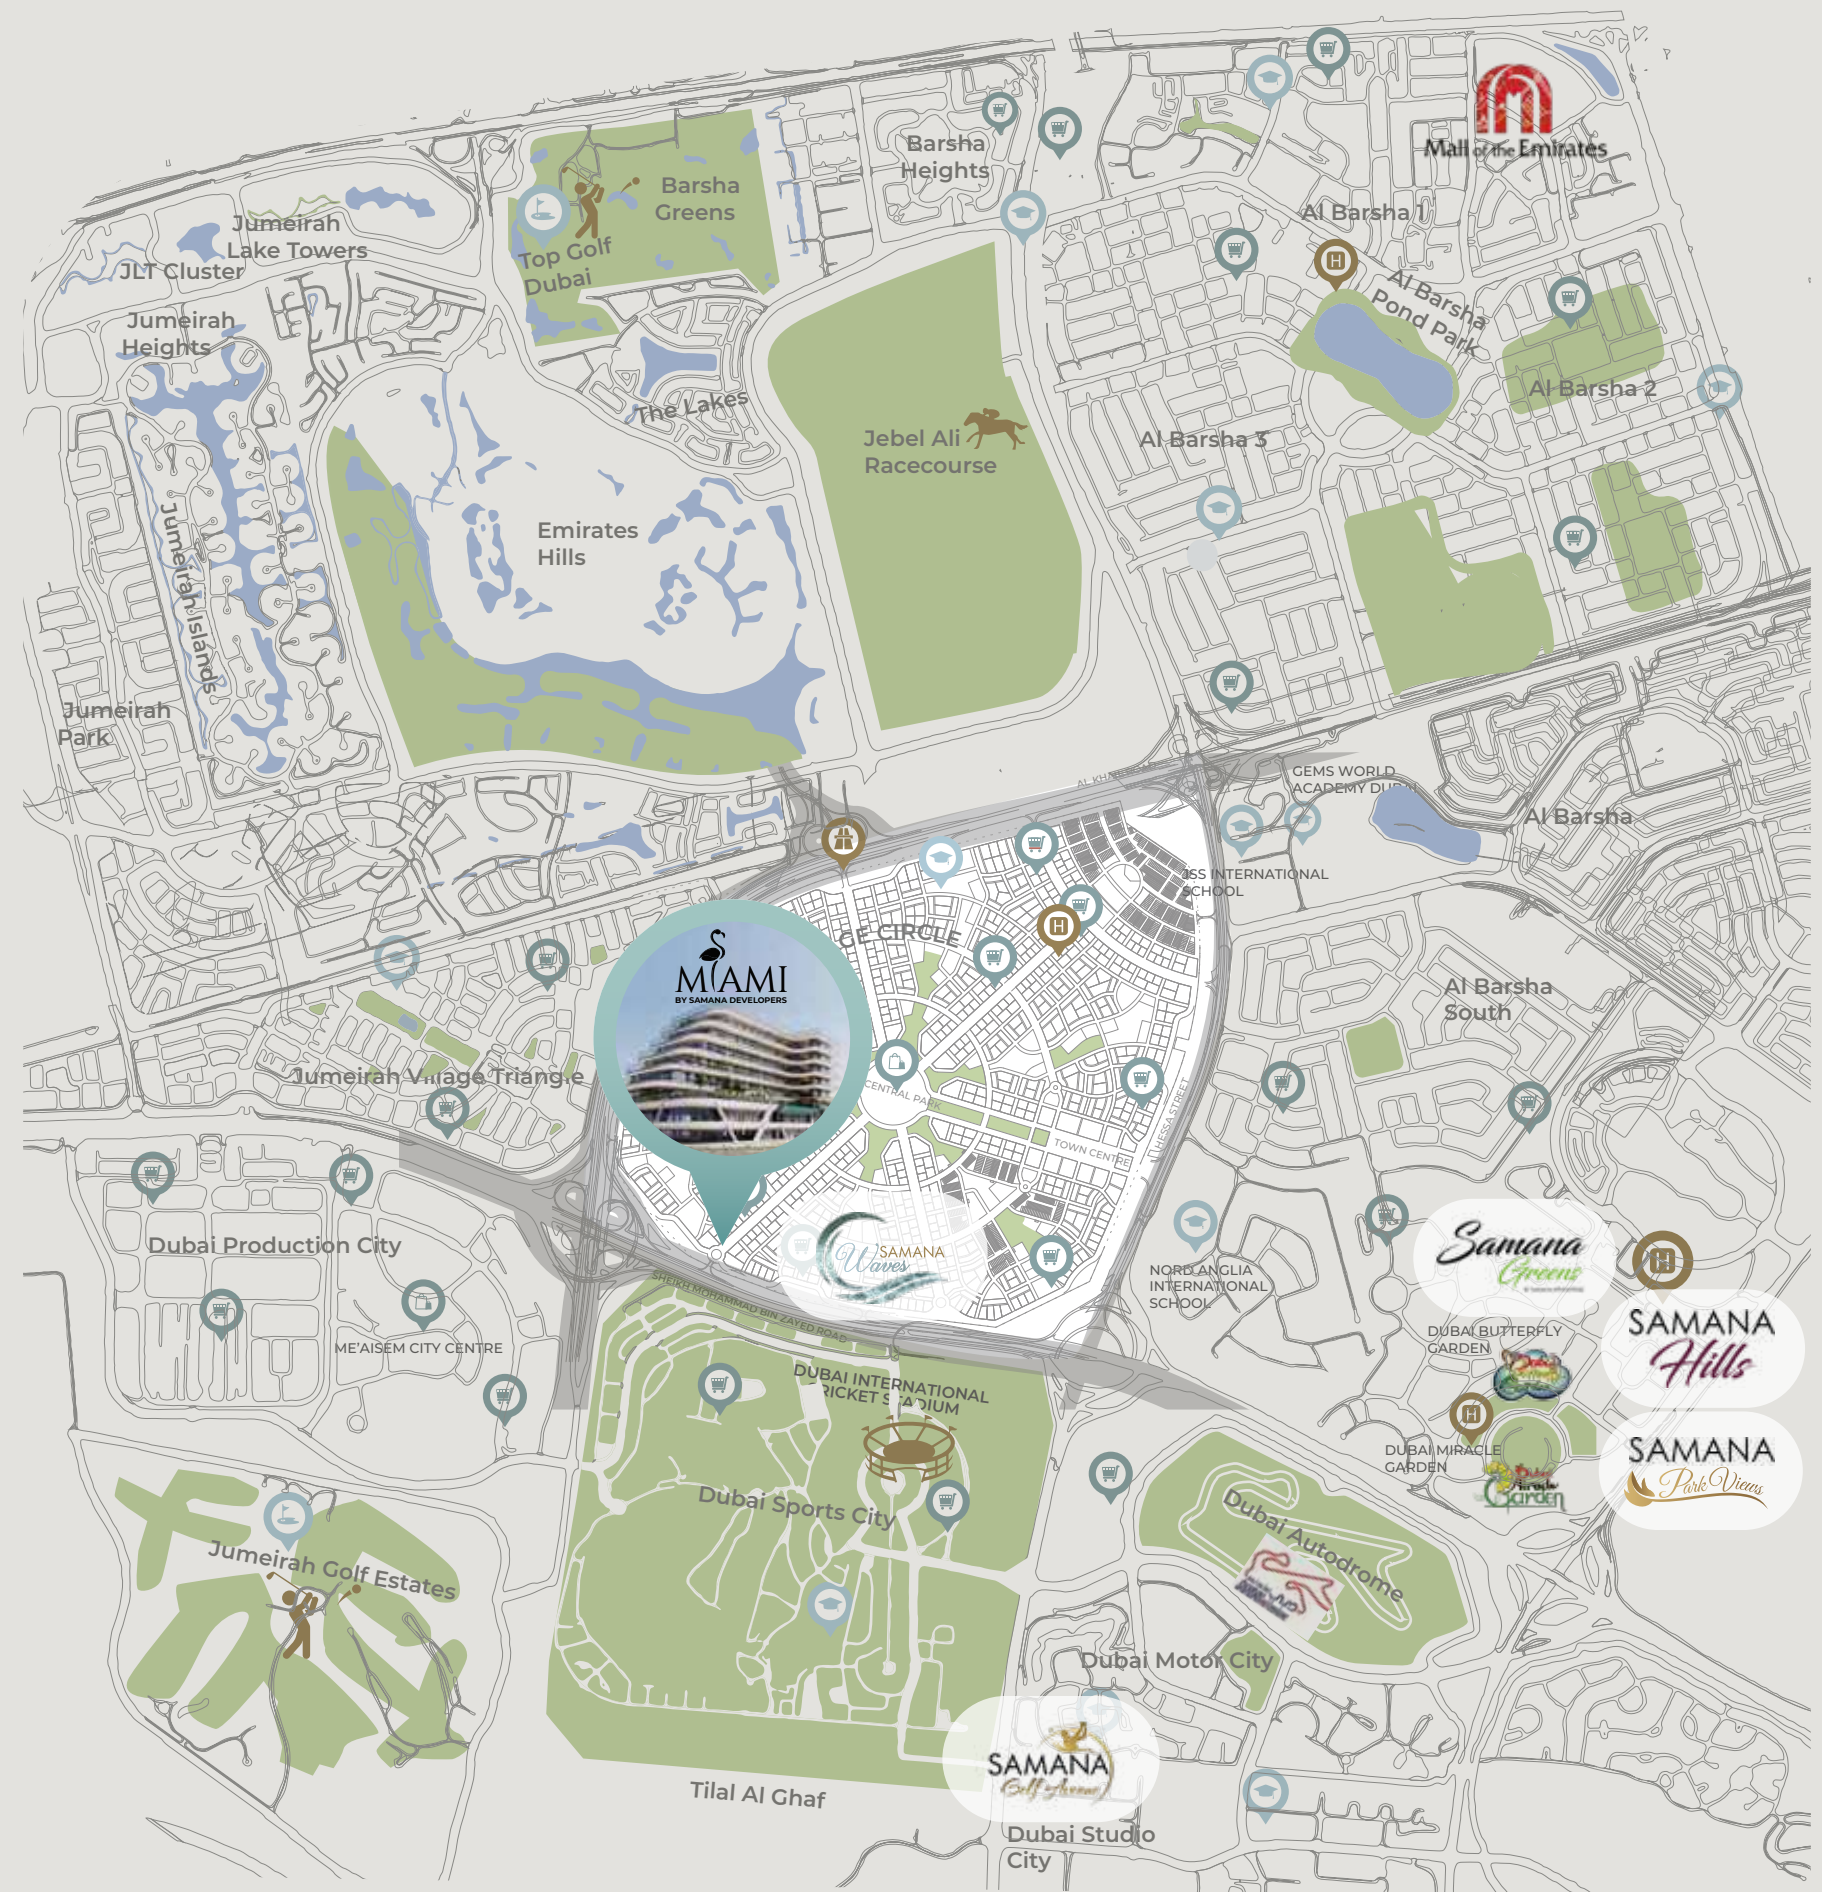 Mall of the Emirates
Barsha
Heights
Barsha
Greens
Al Barsha 1
Jumeirah
Lake Towers
JLT Cluster
Top Golf
Dubai
Al Barsha
Pond Park
Jumeirah
Heights
Al Barsha 2
The Lakes
Jebel Ali
Racecourse
Al Barsha 3
Emirates
Hills
Jumeirah Islands
Jumeirah
Park
GEMS WORLD
ACADEMY DUBAI
Al Barsha
JSS INTERNATIONAL
SCHOOL
GE CIRCLE
MIAMI
BY SAMANA DEVELOPERS
Al Barsha
South
Jumeirah Village Triangle
CENTRAL PARK
TOWN CENTRE
HESSA STREET
Dubai Production City
SAMANA
Waves
Samana
Greens
NORD ANGLIA
INTERNATIONAL
SCHOOL
SHEIKH MOHAMMAD BIN ZAYED ROAD
ME'AISEM CITY CENTRE
DUBAI BUTTERFLY
GARDEN
SAMANA
Hills
DUBAI INTERNATIONAL
CRICKET STADIUM
DUBAI MIRACLE
GARDEN
Garden
SAMANA
Park Views
Dubai Sports City
Dubai Autodrome
Jumeirah Golf Estates
Dubai Motor City
SAMANA
Golf Avenue
Tilal Al Ghaf
Dubai Studio
City